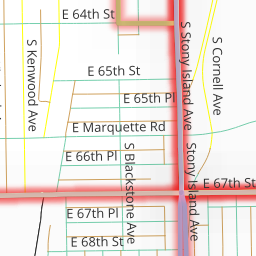 E 64th St
S Stony Island Ave
S Cornell Ave
S Kenwood Ave
E 65th St
E 65th Pl
E Marquette Rd
S Blackstone Ave
Stony Island Ave
E 66th Pl
E 67th St
E 67th Pl
E 68th St